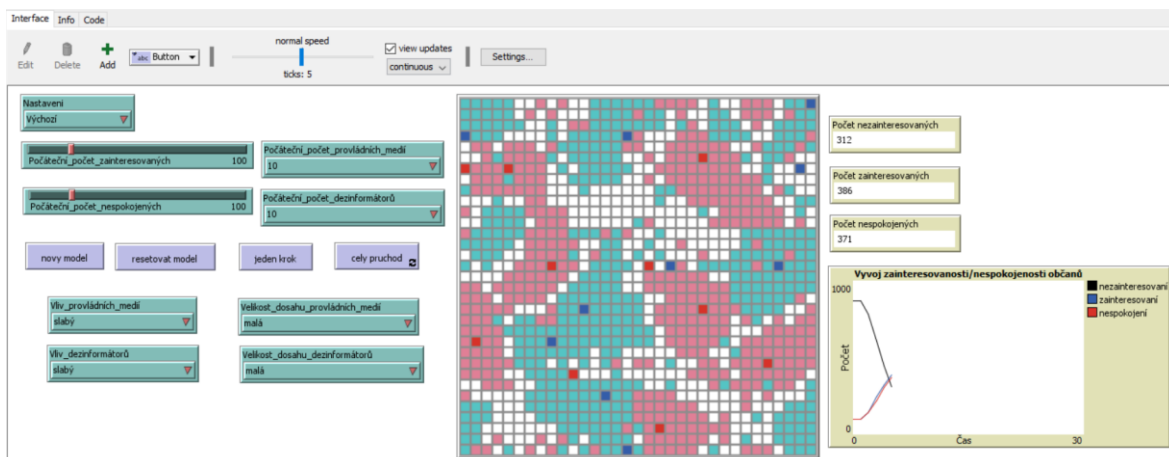 Interface Info Code
Edit Delete Add
abc Button
normal speed
ticks: 5
view updates
continuous
Settings...
Nastaveni
Výchozí
Počáteční_počet_zainteresovaných 100
Počáteční_počet_provládních_medií
10
Počáteční_počet_nespokojených 100
Počáteční_počet_dezinformátorů
10
novy model
resetovat model
jeden krok
cely pruchod
Vliv_provládních_medií
slabý
Velikost_dosahu_provládních_medií
malá
Vliv_dezinformátorů
slabý
Velikost_dosahu_dezinformátorů
malá
Počet nezainteresovaných
312
Počet zainteresovaných
386
Počet nespokojených
371
Vyvoj zainteresovanosti/nespokojenosti občanů
1000
Počet
0
0
Čas
30
nezainteresovaní
zainteresovaní
nespokojení